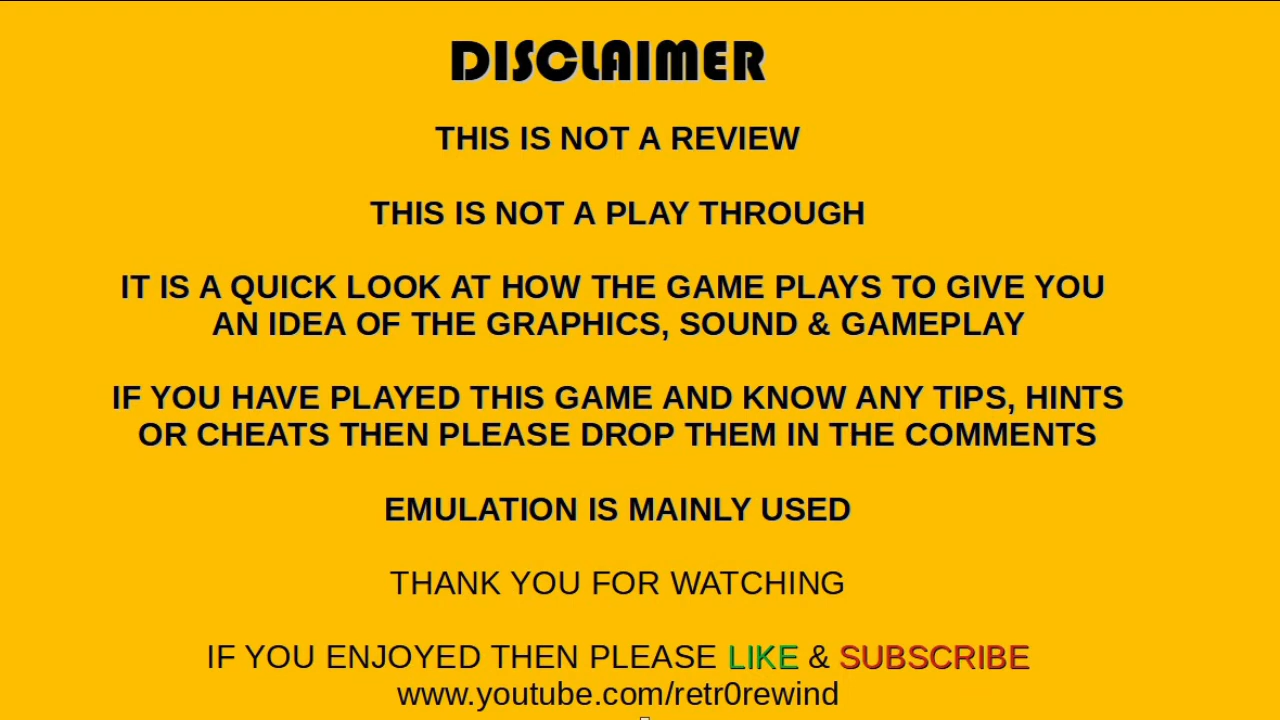 DISCLAIMER
THIS IS NOT A REVIEW
THIS IS NOT A PLAY THROUGH
IT IS A QUICK LOOK AT HOW THE GAME PLAYS TO GIVE YOU
AN IDEA OF THE GRAPHICS, SOUND & GAMEPLAY
IF YOU HAVE PLAYED THIS GAME AND KNOW ANY TIPS, HINTS
OR CHEATS THEN PLEASE DROP THEM IN THE COMMENTS
EMULATION IS MAINLY USED
THANK YOU FOR WATCHING
IF YOU ENJOYED THEN PLEASE LIKE & SUBSCRIBE
www.youtube.com/retr0rewind